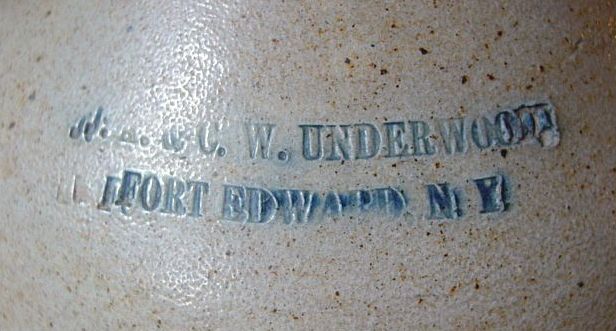 J. A. & C. W. UNDERWOOD
FORT EDWARD, N. Y.